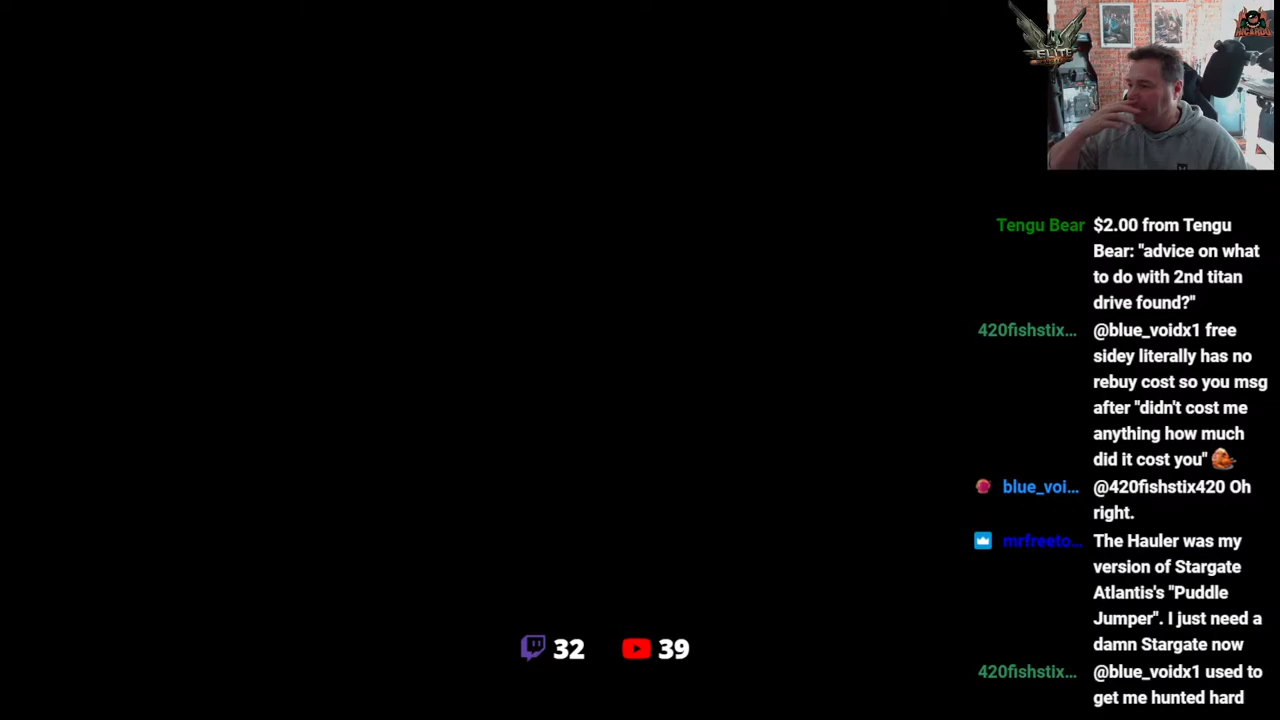 ELITE
RICARDO
Tengu Bear $2.00 from Tengu
Bear: "advice on what
to do with 2nd titan
drive found?"
420fishstix… @blue_voidx1 free
sidey literally has no
rebuy cost so you msg
after "didn't cost me
anything how much
did it cost you"
blue_voi… @420fishstix420 Oh
right.
mrfreeto… The Hauler was my
version of Stargate
Atlantis's "Puddle
Jumper". I just need a
damn Stargate now
420fishstix… @blue_voidx1 used to
get me hunted hard
32 39